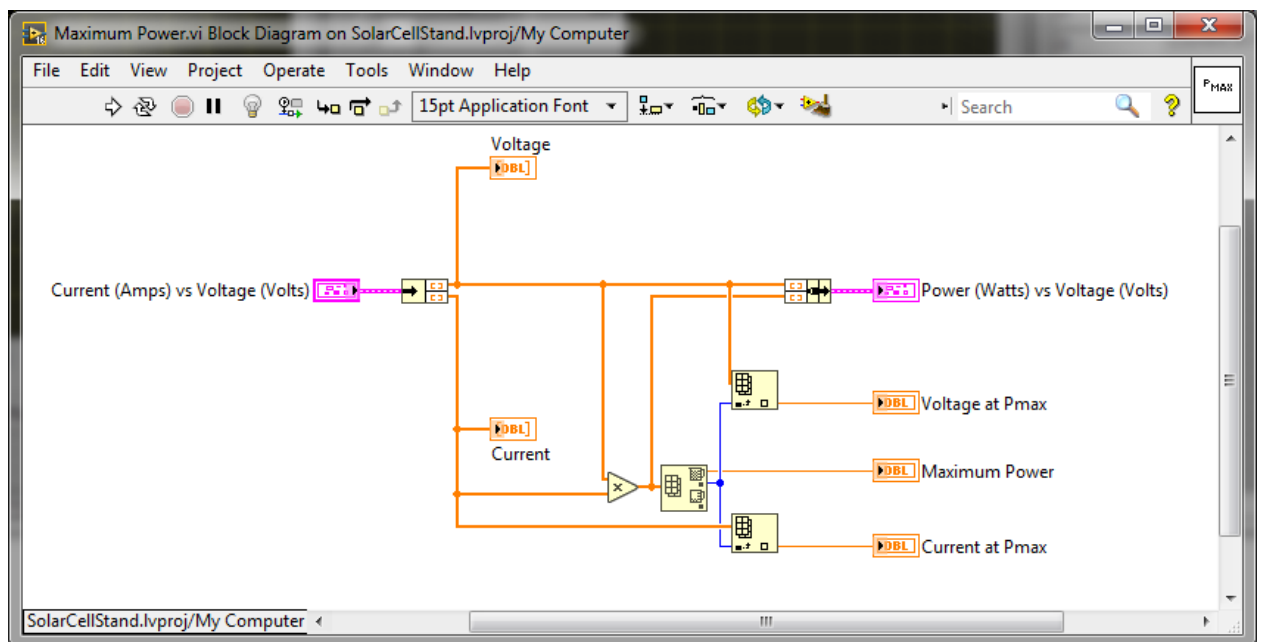 Maximum Power.vi Block Diagram on SolarCellStand.lvproj/My Computer
File Edit View Project Operate Tools Window Help
15pt Application Font
Search
PMAX
Voltage
DBL
Current (Amps) vs Voltage (Volts)
Power (Watts) vs Voltage (Volts)
DBL
Voltage at Pmax
DBL
Current
DBL
Maximum Power
DBL
Current at Pmax
SolarCellStand.lvproj/My Computer